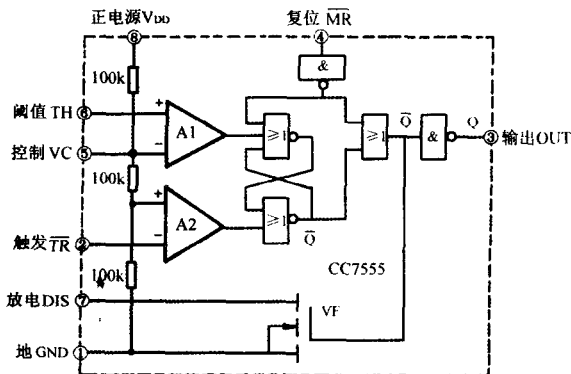 正电源VDD
⑧
复位 MR
④
&
100k
阈值 TH ⑥
+
A1
≥1
≥1
Q
&
Q
③ 输出OUT
控制 VC ⑤
−
100k
+
A2
≥1
Q
触发TR ②
−
CC7555
100k
放电DIS ⑦
VF
地 GND ①